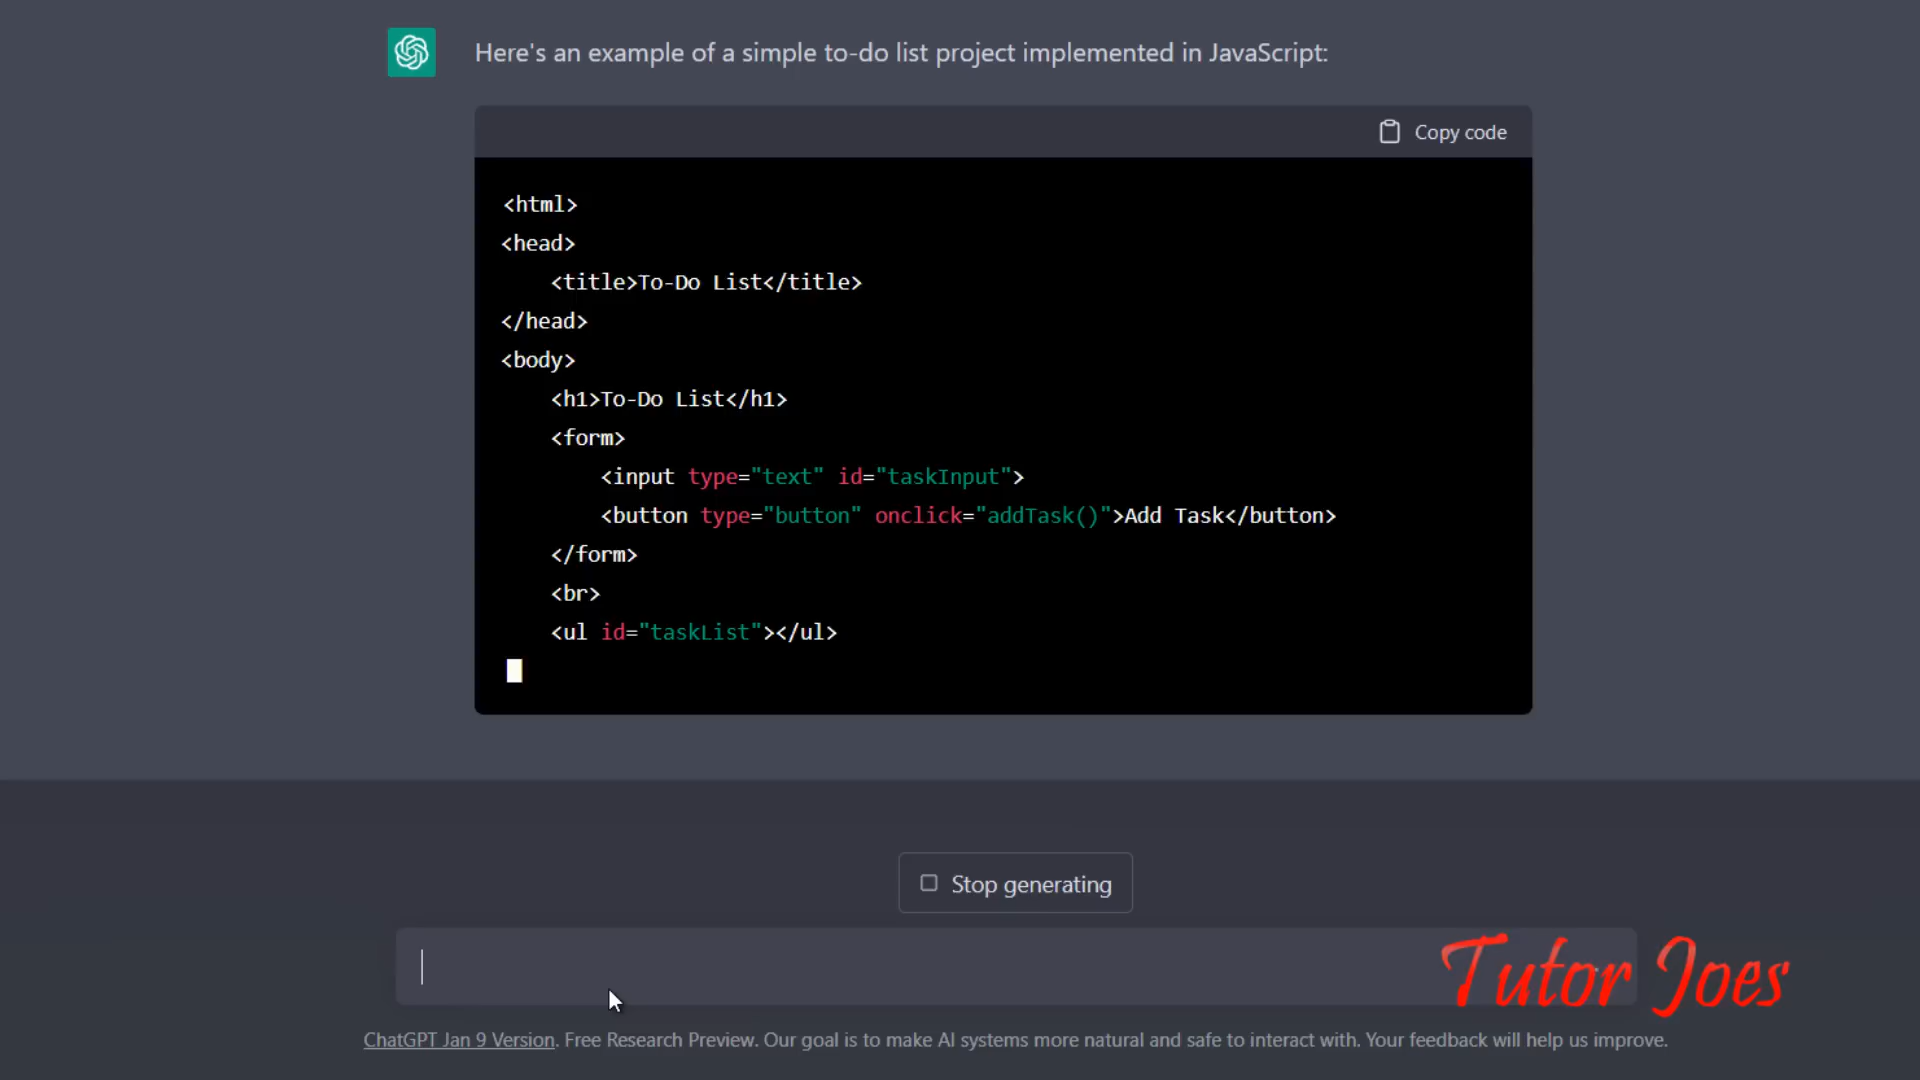 Here's an example of a simple to-do list project implemented in JavaScript:
Copy code
<html>
<head>
    <title>To-Do List</title>
</head>
<body>
    <h1>To-Do List</h1>
    <form>
        <input type="text" id="taskInput">
        <button type="button" onclick="addTask()">Add Task</button>
    </form>
    <br>
    <ul id="taskList"></ul>
Stop generating
Tutor Joes
ChatGPT Jan 9 Version. Free Research Preview. Our goal is to make AI systems more natural and safe to interact with. Your feedback will help us improve.